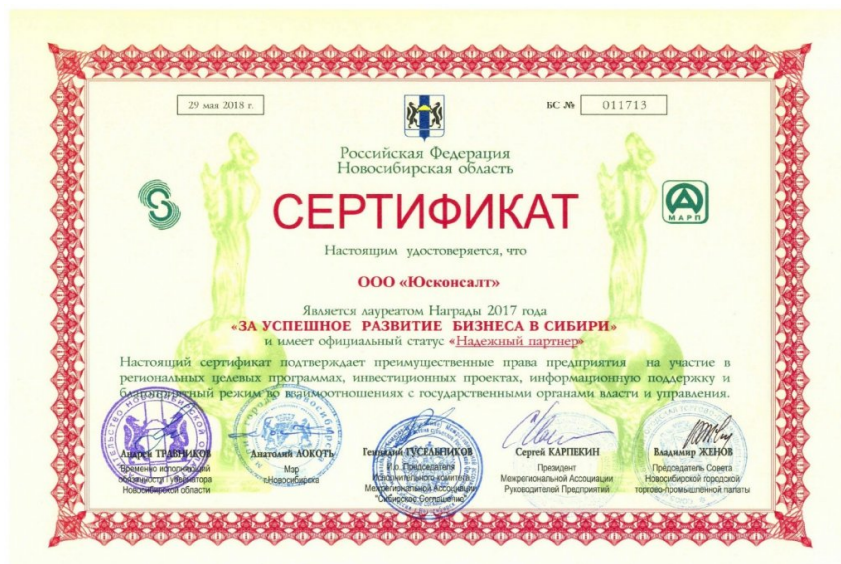 29 мая 2018 г.
БС № 011713
Российская Федерация
Новосибирская область
СЕРТИФИКАТ
МАРП
Настоящим удостоверяется, что
ООО «Юсконсалт»
Является лауреатом Награды 2017 года
«ЗА УСПЕШНОЕ РАЗВИТИЕ БИЗНЕСА В СИБИРИ»
и имеет официальный статус «Надежный партнер»
Настоящий сертификат подтверждает преимущественные права предприятия на участие в
региональных целевых программах, инвестиционных проектах, информационную поддержку и
благоприятный режим во взаимоотношениях с государственными органами власти и управления.
Андрей ТРАВНИКОВ
Временно исполняющий
обязанности Губернатора
Новосибирской области
Анатолий ЛОКОТЬ
Мэр
г.Новосибирска
Геннадий ГУСЕЛЬНИКОВ
И.о. Председателя
Исполнительного комитета
Межрегиональной Ассоциации
"Сибирское Соглашение"
Сергей КАРПЕКИН
Президент
Межрегиональной Ассоциации
Руководителей Предприятий
Владимир ЖЕНОВ
Председатель Совета
Новосибирской городской
торгово-промышленной палаты